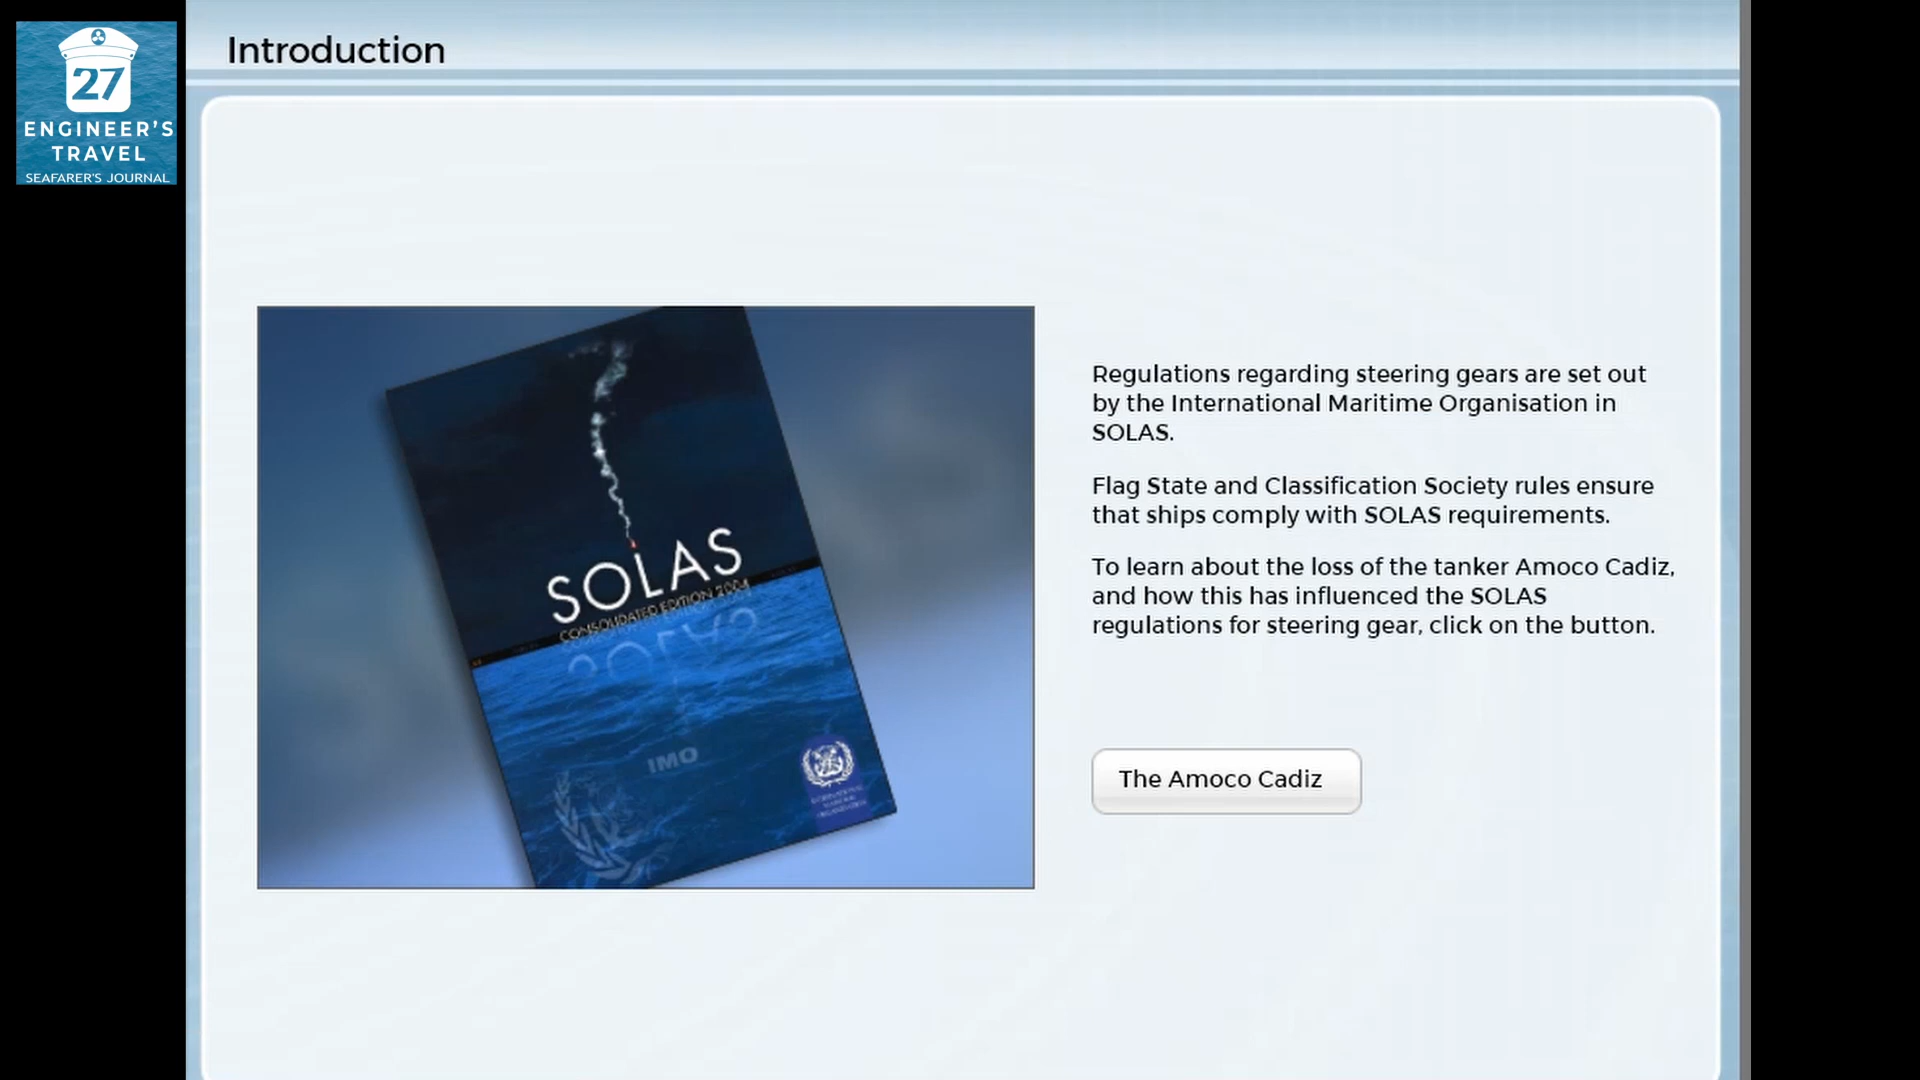 27
ENGINEER'S
TRAVEL
SEAFARER'S JOURNAL
Introduction
SOLAS
CONSOLIDATED EDITION 2004
IMO
Regulations regarding steering gears are set out
by the International Maritime Organisation in
SOLAS.
Flag State and Classification Society rules ensure
that ships comply with SOLAS requirements.
To learn about the loss of the tanker Amoco Cadiz,
and how this has influenced the SOLAS
regulations for steering gear, click on the button.
The Amoco Cadiz